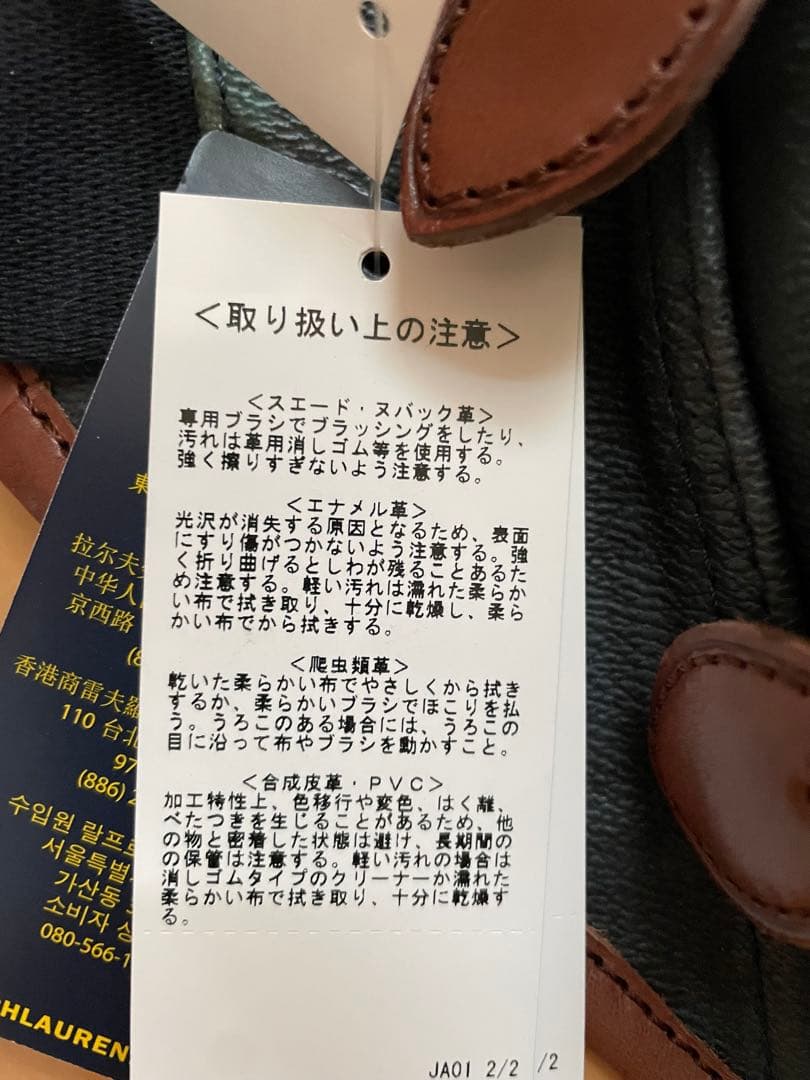 <取り扱い上の注意>
<スエード・ヌバック革>
専用ブラシでブラッシングをしたり、
汚れは革用消しゴム等を使用する。
強く擦りすぎないよう注意する。
<エナメル革>
光沢が消失する原因となるため、表面
にすり傷がつかないよう注意する。強
く折り曲げるとしわが残ることあるた
め注意する。軽い汚れは濡れた柔らか
い布で拭き取り、十分に乾燥し、柔ら
かい布でから拭きする。
<爬虫類革>
乾いた柔らかい布でやさしくから拭き
するか、柔らかいブラシでほこりを払
う。うろこのある場合には、うろこの
目に沿って布やブラシを動かすこと。
<合成皮革・PVC>
加工特性上、色移行や変色、はく離、
べたつきを生じることがあるため、他
の物と密着した状態は避け、長期間の
の保管は注意する。軽い汚れの場合は
消しゴムタイプのクリーナーか濡れた
柔らかい布で拭き取り、十分に乾燥す
る。
JA01 2/2 /2
東
拉尔夫
中华人
京西路
(8
香港商雷夫羅
110 台北
97
(886) 2
수입원 랄프로
서울특별
가산동
소비자 상
080-566-1
HLAUREN